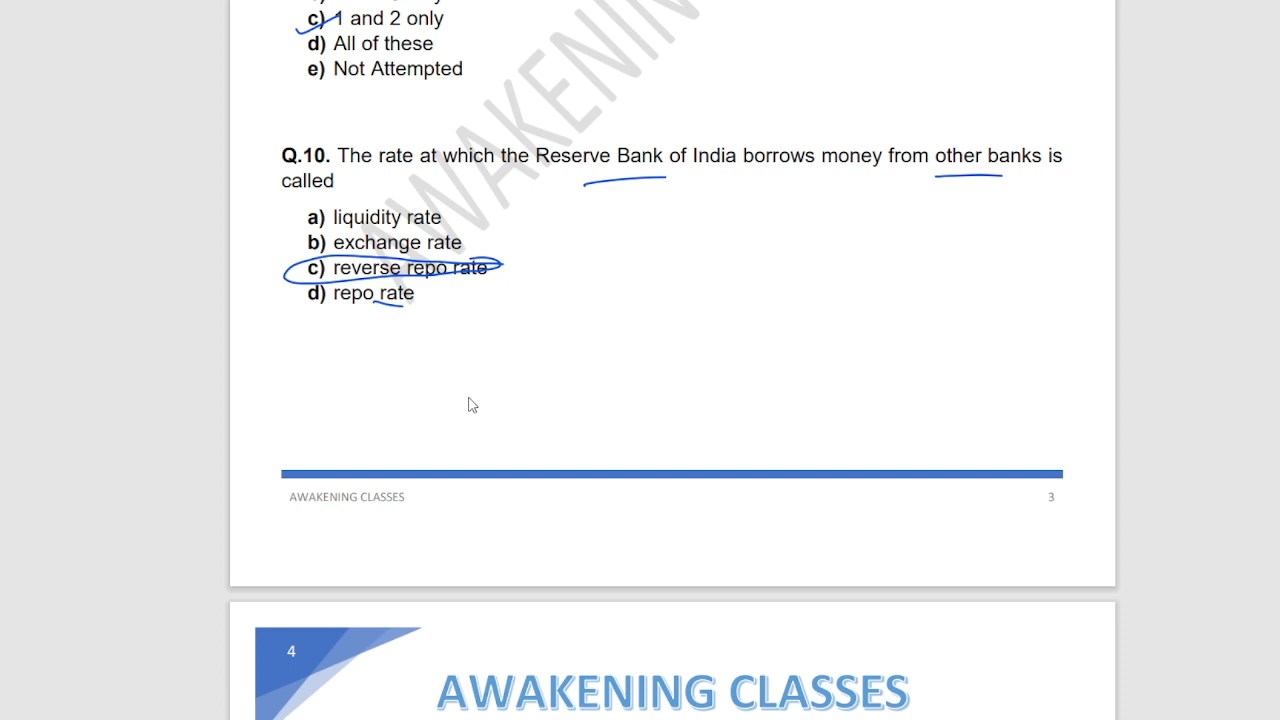 c) 1 and 2 only
d) All of these
e) Not Attempted
AWAKENIN
Q.10. The rate at which the Reserve Bank of India borrows money from other banks is
called
a) liquidity rate
b) exchange rate
c) reverse repo rate
d) repo rate
AWAKENING CLASSES 3
4
AWAKENING CLASSES